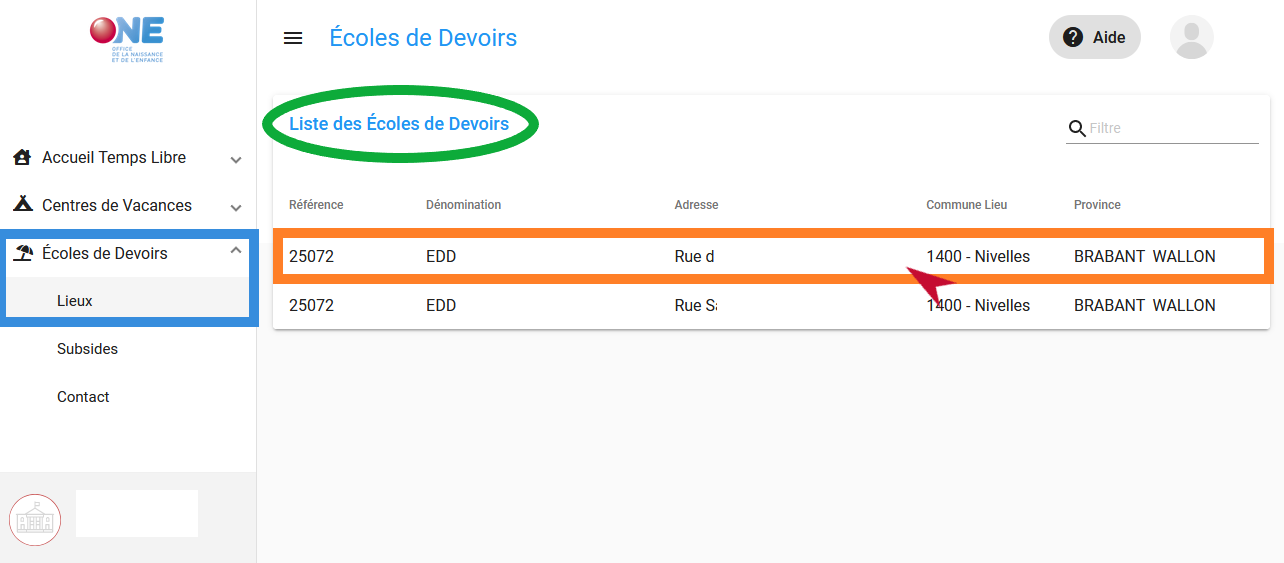 ONE
OFFICE
DE LA NAISSANCE
ET DE L'ENFANCE
Écoles de Devoirs
Aide
Liste des Écoles de Devoirs
Filtre
Accueil Temps Libre
Centres de Vacances
Écoles de Devoirs
Lieux
Subsides
Contact
Référence Dénomination Adresse Commune Lieu Province
25072 EDD Rue d 1400 - Nivelles BRABANT WALLON
25072 EDD Rue 1400 - Nivelles BRABANT WALLON